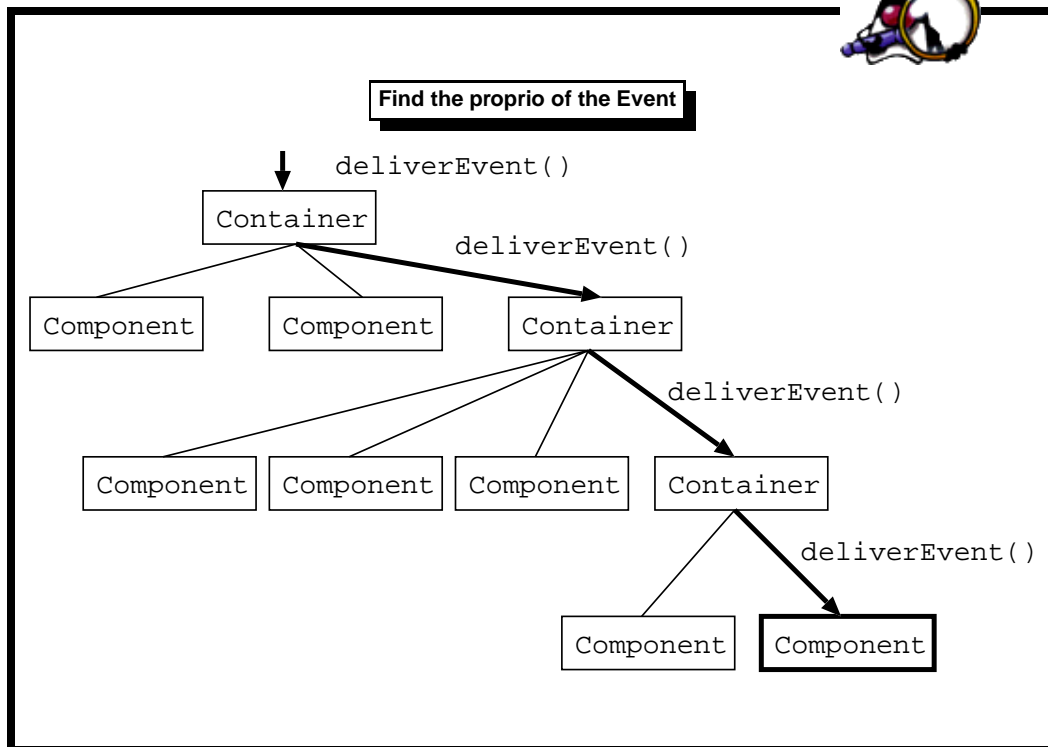 Find the proprio of the Event
deliverEvent()
Container
deliverEvent()
Component
Component
Container
deliverEvent()
Component
Component
Component
Container
deliverEvent()
Component
Component